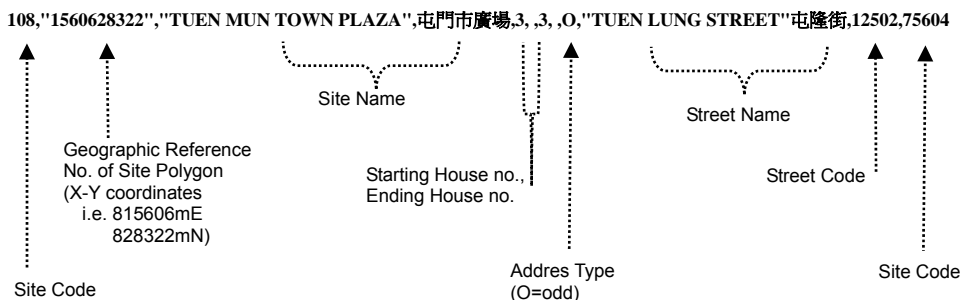 108,"1560628322","TUEN MUN TOWN PLAZA",屯門市廣場,3, ,3, ,O,"TUEN LUNG STREET"屯隆街,12502,75604
Site Name
Street Name
Geographic Reference
No. of Site Polygon
(X-Y coordinates
i.e. 815606mE
828322mN)
Starting House no.,
Ending House no.
Street Code
Site Code
Addres Type
(O=odd)
Site Code